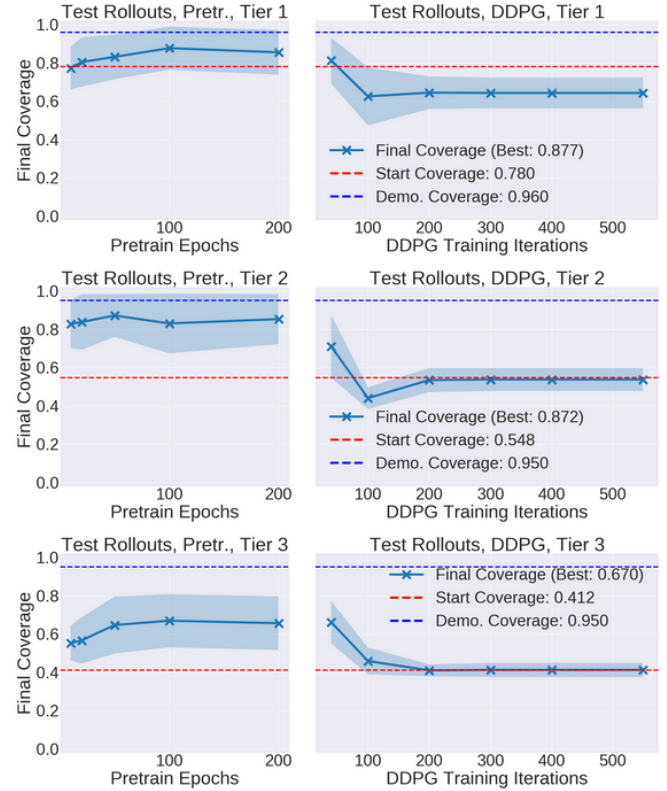 Test Rollouts, Pretr., Tier 1
Test Rollouts, DDPG, Tier 1
Final Coverage
1.0
0.8
0.6
0.4
0.2
0.0
Final Coverage (Best: 0.877)
Start Coverage: 0.780
Demo. Coverage: 0.960
100
200
Pretrain Epochs
100
200
300
400
500
DDPG Training Iterations
Test Rollouts, Pretr., Tier 2
Test Rollouts, DDPG, Tier 2
Final Coverage
1.0
0.8
0.6
0.4
0.2
0.0
Final Coverage (Best: 0.872)
Start Coverage: 0.548
Demo. Coverage: 0.950
100
200
Pretrain Epochs
100
200
300
400
500
DDPG Training Iterations
Test Rollouts, Pretr., Tier 3
Test Rollouts, DDPG, Tier 3
Final Coverage
1.0
0.8
0.6
0.4
0.2
0.0
Final Coverage (Best: 0.670)
Start Coverage: 0.412
Demo. Coverage: 0.950
100
200
Pretrain Epochs
100
200
300
400
500
DDPG Training Iterations